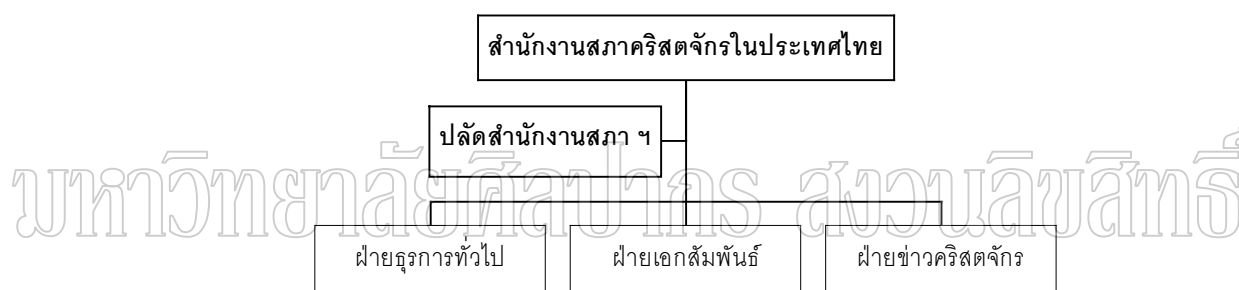 สำนักงานสภาคริสตจักรในประเทศไทย
ปลัดสำนักงานสภา ฯ
มหาวิทยาลัยศิลปากร สงวนลิขสิทธิ์
ฝ่ายธุรการทั่วไป ฝ่ายเอกสัมพันธ์ ฝ่ายข่าวคริสตจักร